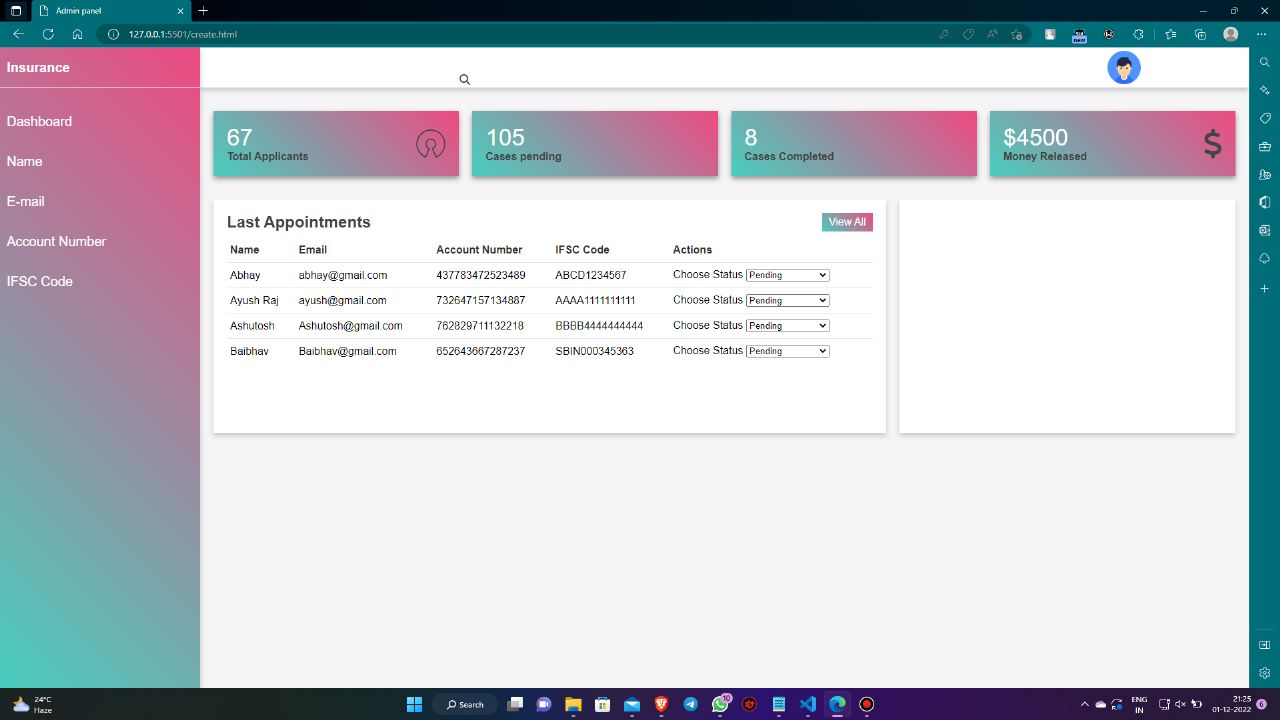 Admin panel
127.0.0.1:5501/create.html
new
Insurance
Dashboard
Name
E-mail
Account Number
IFSC Code
67
Total Applicants
105
Cases pending
8
Cases Completed
$4500
Money Released
Last Appointments
View All
Name Email Account Number IFSC Code Actions
Abhay abhay@gmail.com 437783472523489 ABCD1234567 Choose Status Pending
Ayush Raj ayush@gmail.com 732647157134887 AAAA1111111111 Choose Status Pending
Ashutosh Ashutosh@gmail.com 762829711132218 BBBB4444444444 Choose Status Pending
Baibhav Baibhav@gmail.com 652643667287237 SBIN000345363 Choose Status Pending
24°C
Haze
Search
10
ENG
IN
21:25
01-12-2022
6